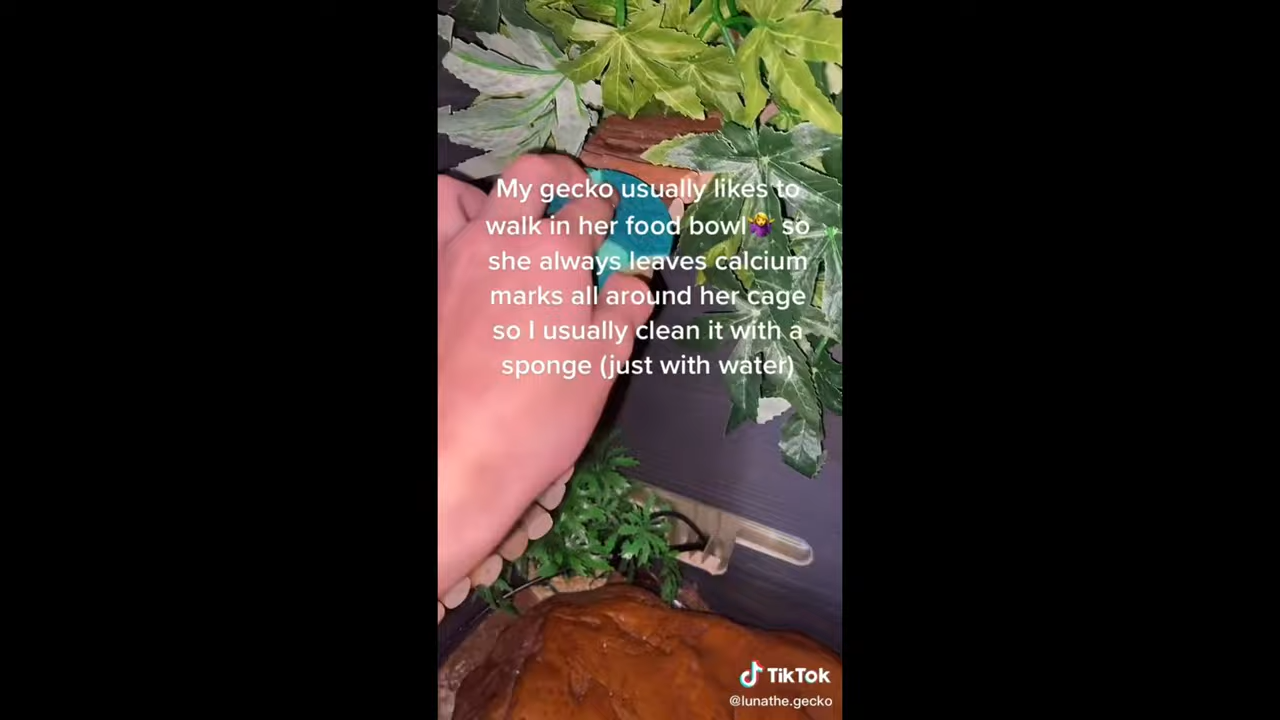 My gecko usually likes to
walk in her food bowl🤷‍♀️ so
she always leaves calcium
marks all around her cage
so I usually clean it with a
sponge (just with water)
TikTok
@lunathe.gecko